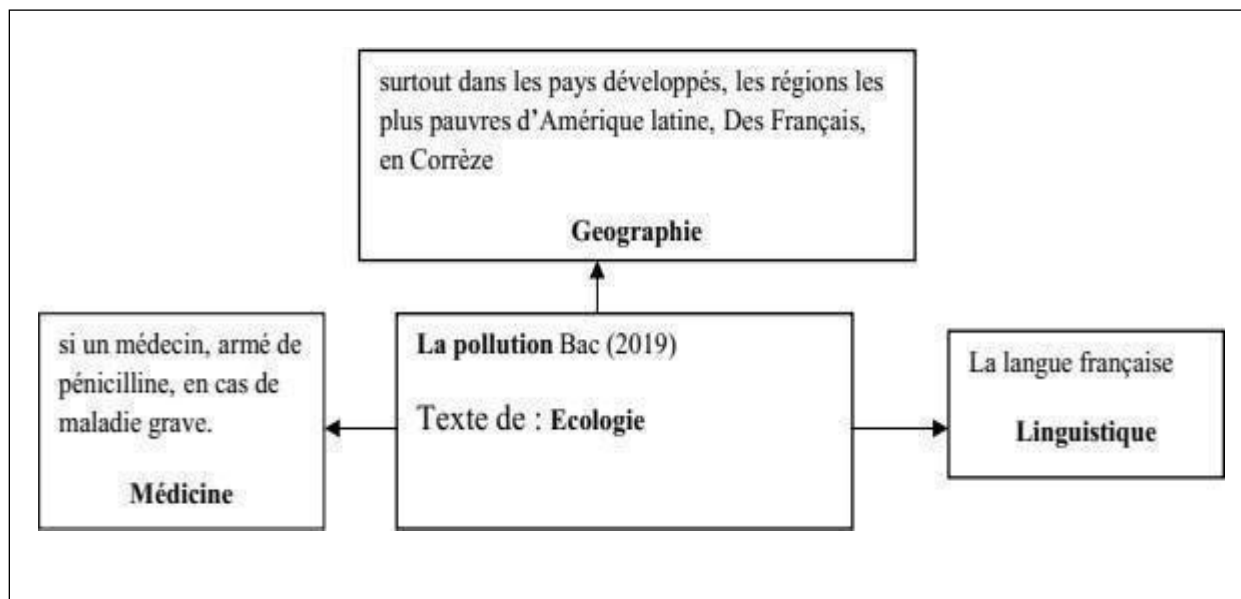 surtout dans les pays développés, les régions les
plus pauvres d'Amérique latine, Des Français,
en Corrèze
Geographie
si un médecin, armé de
pénicilline, en cas de
maladie grave.
Médicine
La pollution Bac (2019)
Texte de : Ecologie
La langue française
Linguistique